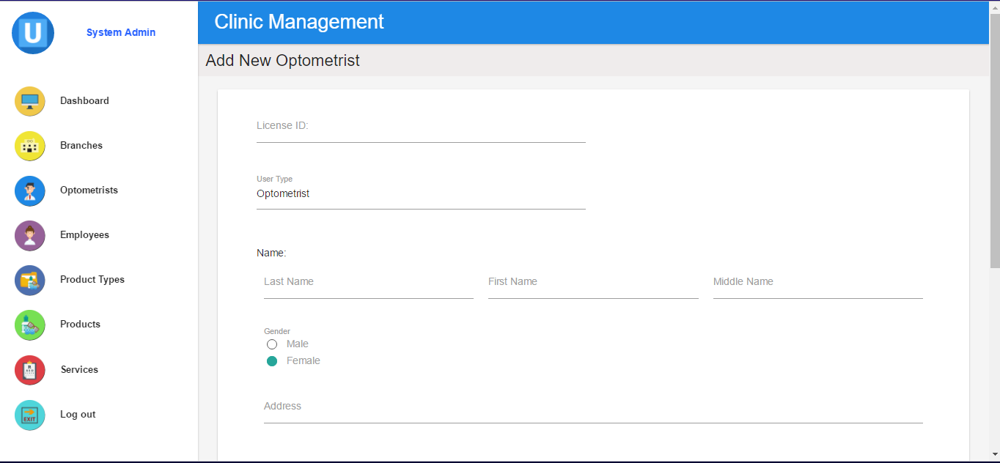 U
System Admin
Clinic Management
Add New Optometrist
Dashboard
Branches
Optometrists
Employees
Product Types
Products
Services
EXIT
Log out
License ID:
User Type
Optometrist
Name:
Last Name First Name Middle Name
Gender
Male
Female
Address